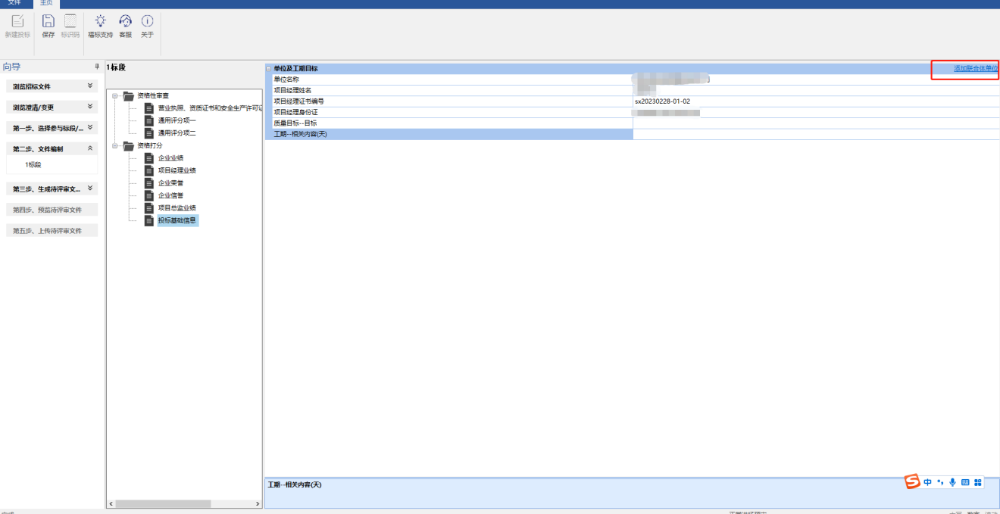 文件 主页
新建投标 保存 标识码 福标支持 客服 关于
向导
浏览招标文件
浏览澄清/变更
第一步、选择参与标段/...
第二步、文件编制
1标段
第三步、生成待评审文...
第四步、预览待评审文件
第五步、上传待评审文件
1标段
资格性审查
营业执照、资质证书和安全生产许可证
通用评分项一
通用评分项二
资格打分
企业业绩
项目经理业绩
企业荣誉
企业信誉
项目总监业绩
投标基础信息
单位及工期目标 添加联合体单位
单位名称
项目经理姓名
项目经理证书编号 sx20230228-01-02
项目经理身份证
质量目标--目标
工期--相关内容(天)
工期--相关内容(天)
中